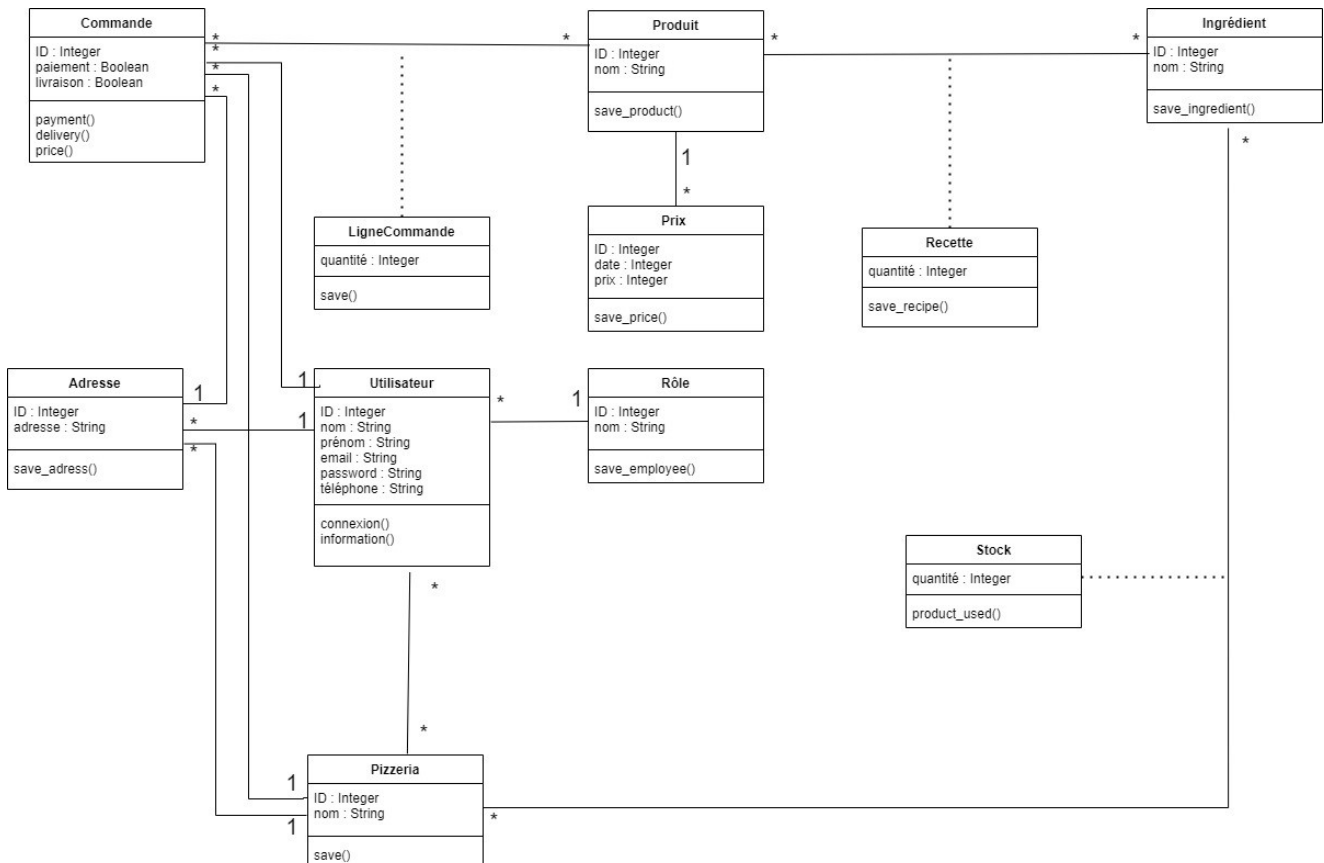 Commande
ID : Integer
paiement : Boolean
livraison : Boolean
payment()
delivery()
price()
*
*
*
*
*
Produit
ID : Integer
nom : String
save_product()
*
*
Ingrédient
ID : Integer
nom : String
save_ingredient()
*
1
*
LigneCommande
quantité : Integer
save()
Prix
ID : Integer
date : Integer
prix : Integer
save_price()
Recette
quantité : Integer
save_recipe()
Adresse
ID : Integer
adresse : String
save_adress()
1
*
*
1
1
Utilisateur
ID : Integer
nom : String
prénom : String
email : String
password : String
téléphone : String
connexion()
information()
*
1
Rôle
ID : Integer
nom : String
save_employee()
Stock
quantité : Integer
product_used()
*
*
1
1
Pizzeria
ID : Integer
nom : String
save()
*